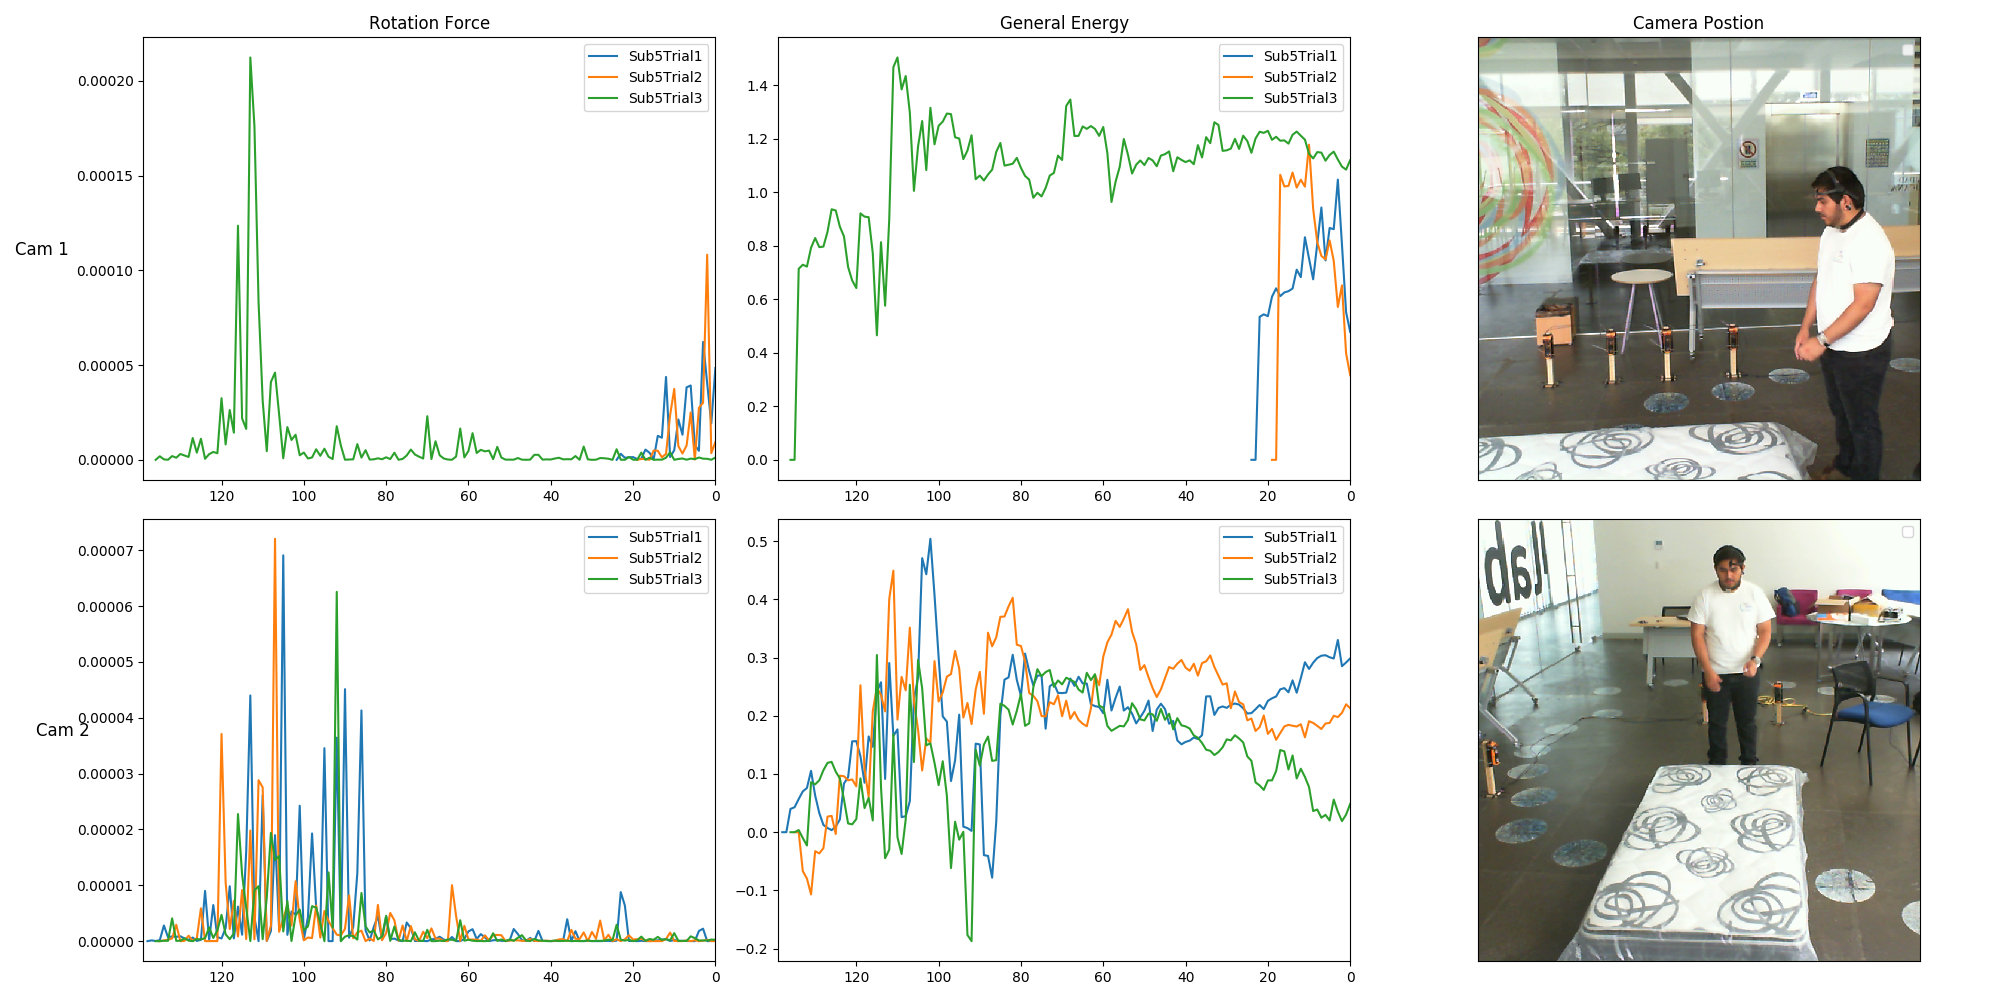 Rotation Force
General Energy
Camera Postion
Cam 1
0.00020
0.00015
0.00010
0.00005
0.00000
Sub5Trial1
Sub5Trial2
Sub5Trial3
120 100 80 60 40 20 0
1.4
1.2
1.0
0.8
0.6
0.4
0.2
0.0
Sub5Trial1
Sub5Trial2
Sub5Trial3
120 100 80 60 40 20 0
Cam 2
0.00007
0.00006
0.00005
0.00004
0.00003
0.00002
0.00001
0.00000
Sub5Trial1
Sub5Trial2
Sub5Trial3
120 100 80 60 40 20 0
0.5
0.4
0.3
0.2
0.1
0.0
−0.1
−0.2
Sub5Trial1
Sub5Trial2
Sub5Trial3
120 100 80 60 40 20 0